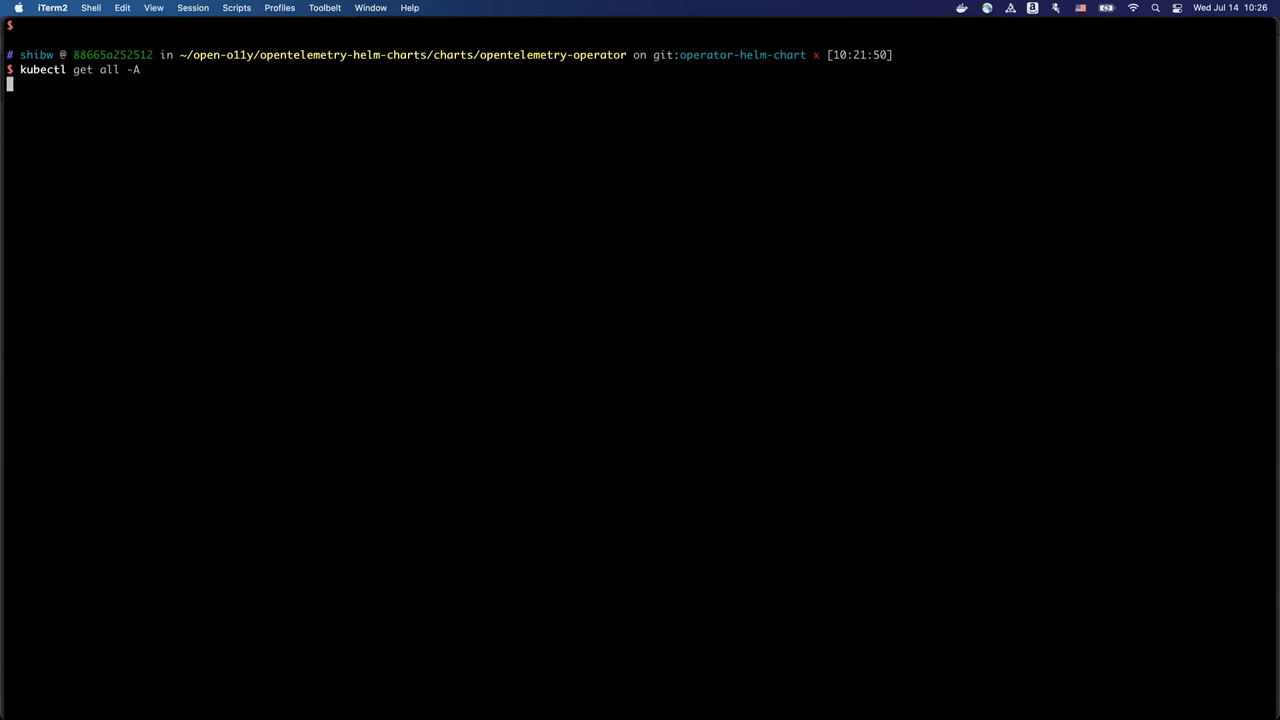 iTerm2 Shell Edit View Session Scripts Profiles Toolbelt Window Help Wed Jul 14 10:26
$
# shibw @ 88665a252512 in ~/open-o11y/opentelemetry-helm-charts/charts/opentelemetry-operator on git:operator-helm-chart x [10:21:50]
$ kubectl get all -A